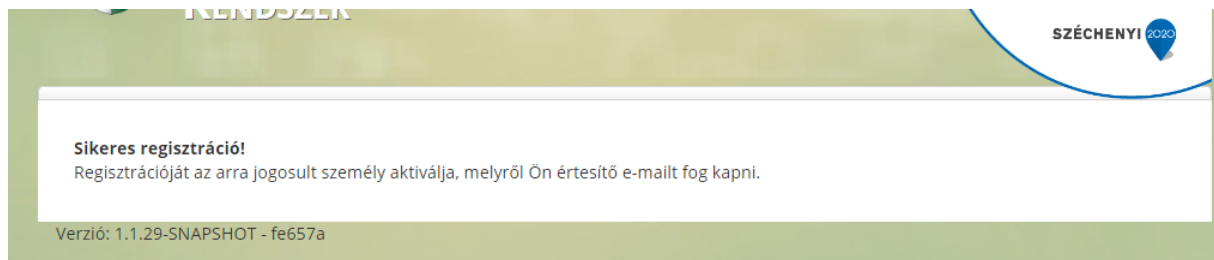 RENDSZER
SZÉCHENYI 2020
Sikeres regisztráció!
Regisztrációját az arra jogosult személy aktiválja, melyről Ön értesítő e-mailt fog kapni.
Verzió: 1.1.29-SNAPSHOT - fe657a